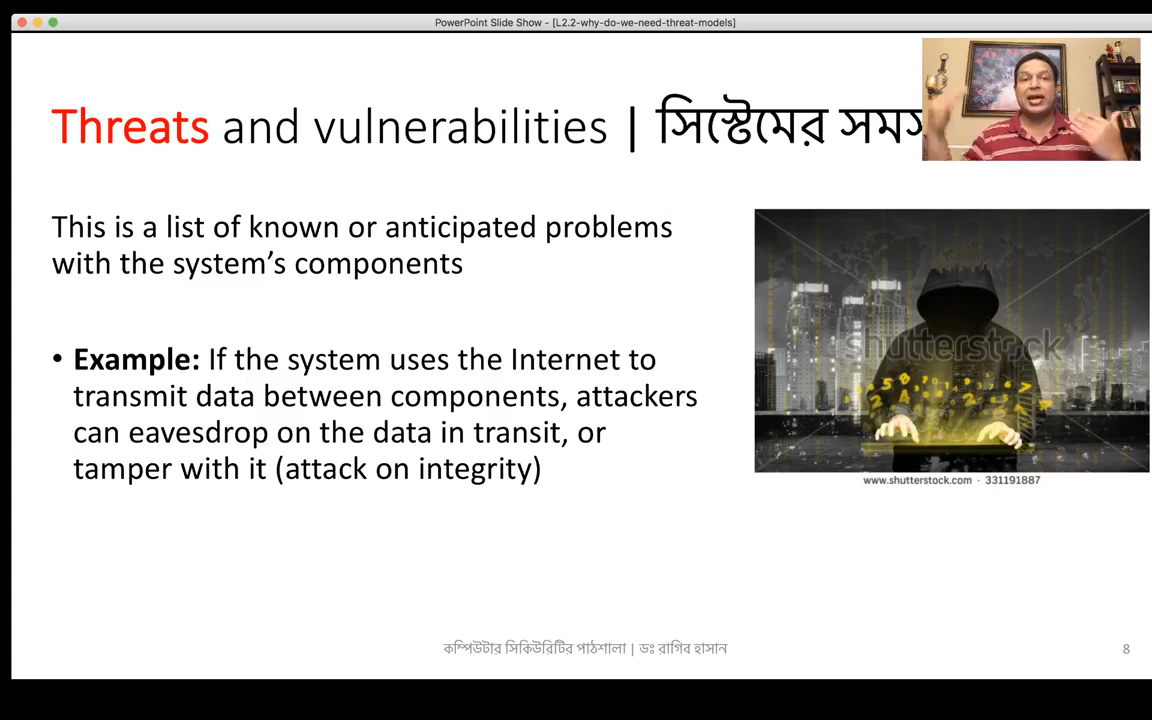 PowerPoint Slide Show - [L2.2-why-do-we-need-threat-models]
Threats and vulnerabilities | সিস্টেমের
This is a list of known or anticipated problems
with the system’s components
• Example: If the system uses the Internet to
transmit data between components, attackers
can eavesdrop on the data in transit, or
tamper with it (attack on integrity)
shutterstock
www.shutterstock.com · 331191887
কম্পিউটার সিকিউরিটির পাঠশালা | ডঃ রাগিব হাসান
8